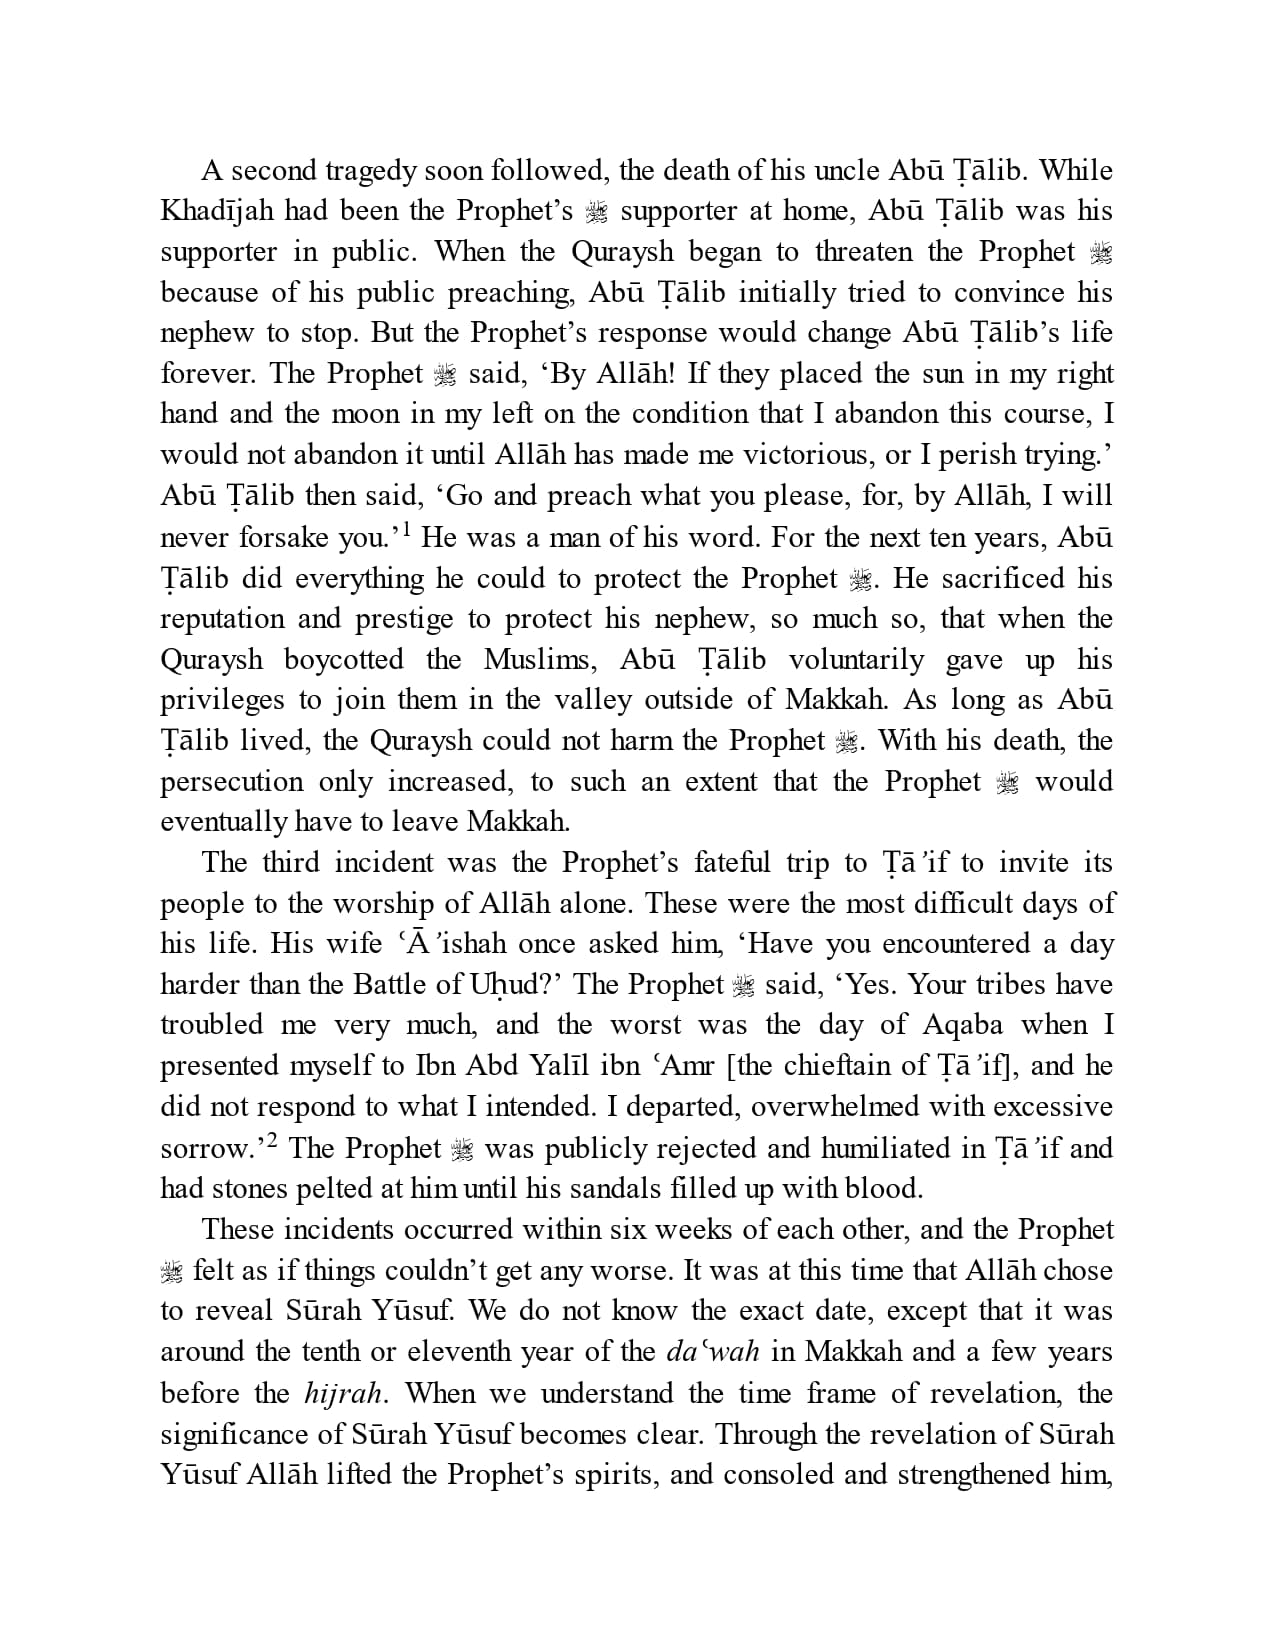 A second tragedy soon followed, the death of his uncle Abū Ṭālib. While
Khadījah had been the Prophet’s ﷺ supporter at home, Abū Ṭālib was his
supporter in public. When the Quraysh began to threaten the Prophet ﷺ
because of his public preaching, Abū Ṭālib initially tried to convince his
nephew to stop. But the Prophet’s response would change Abū Ṭālib’s life
forever. The Prophet ﷺ said, ‘By Allāh! If they placed the sun in my right
hand and the moon in my left on the condition that I abandon this course, I
would not abandon it until Allāh has made me victorious, or I perish trying.’
Abū Ṭālib then said, ‘Go and preach what you please, for, by Allāh, I will
never forsake you.’1 He was a man of his word. For the next ten years, Abū
Ṭālib did everything he could to protect the Prophet ﷺ. He sacrificed his
reputation and prestige to protect his nephew, so much so, that when the
Quraysh boycotted the Muslims, Abū Ṭālib voluntarily gave up his
privileges to join them in the valley outside of Makkah. As long as Abū
Ṭālib lived, the Quraysh could not harm the Prophet ﷺ. With his death, the
persecution only increased, to such an extent that the Prophet ﷺ would
eventually have to leave Makkah.
The third incident was the Prophet’s fateful trip to Ṭāʾif to invite its
people to the worship of Allāh alone. These were the most difficult days of
his life. His wife ʿĀʾishah once asked him, ‘Have you encountered a day
harder than the Battle of Uḥud?’ The Prophet ﷺ said, ‘Yes. Your tribes have
troubled me very much, and the worst was the day of Aqaba when I
presented myself to Ibn Abd Yalīl ibn ʿAmr [the chieftain of Ṭāʾif], and he
did not respond to what I intended. I departed, overwhelmed with excessive
sorrow.’2 The Prophet ﷺ was publicly rejected and humiliated in Ṭāʾif and
had stones pelted at him until his sandals filled up with blood.
These incidents occurred within six weeks of each other, and the Prophet
ﷺ felt as if things couldn’t get any worse. It was at this time that Allāh chose
to reveal Sūrah Yūsuf. We do not know the exact date, except that it was
around the tenth or eleventh year of the daʿwah in Makkah and a few years
before the hijrah. When we understand the time frame of revelation, the
significance of Sūrah Yūsuf becomes clear. Through the revelation of Sūrah
Yūsuf Allāh lifted the Prophet’s spirits, and consoled and strengthened him,